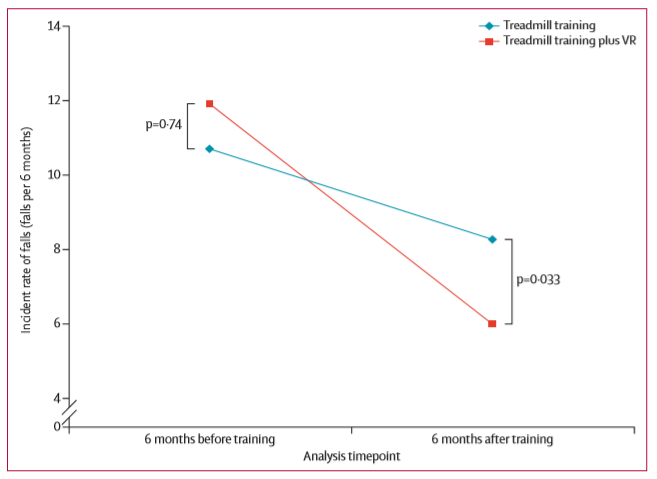 Treadmill training
Treadmill training plus VR
Incident rate of falls (falls per 6 months)
14
12
10
8
6
4
0
p=0·74
p=0·033
6 months before training
6 months after training
Analysis timepoint